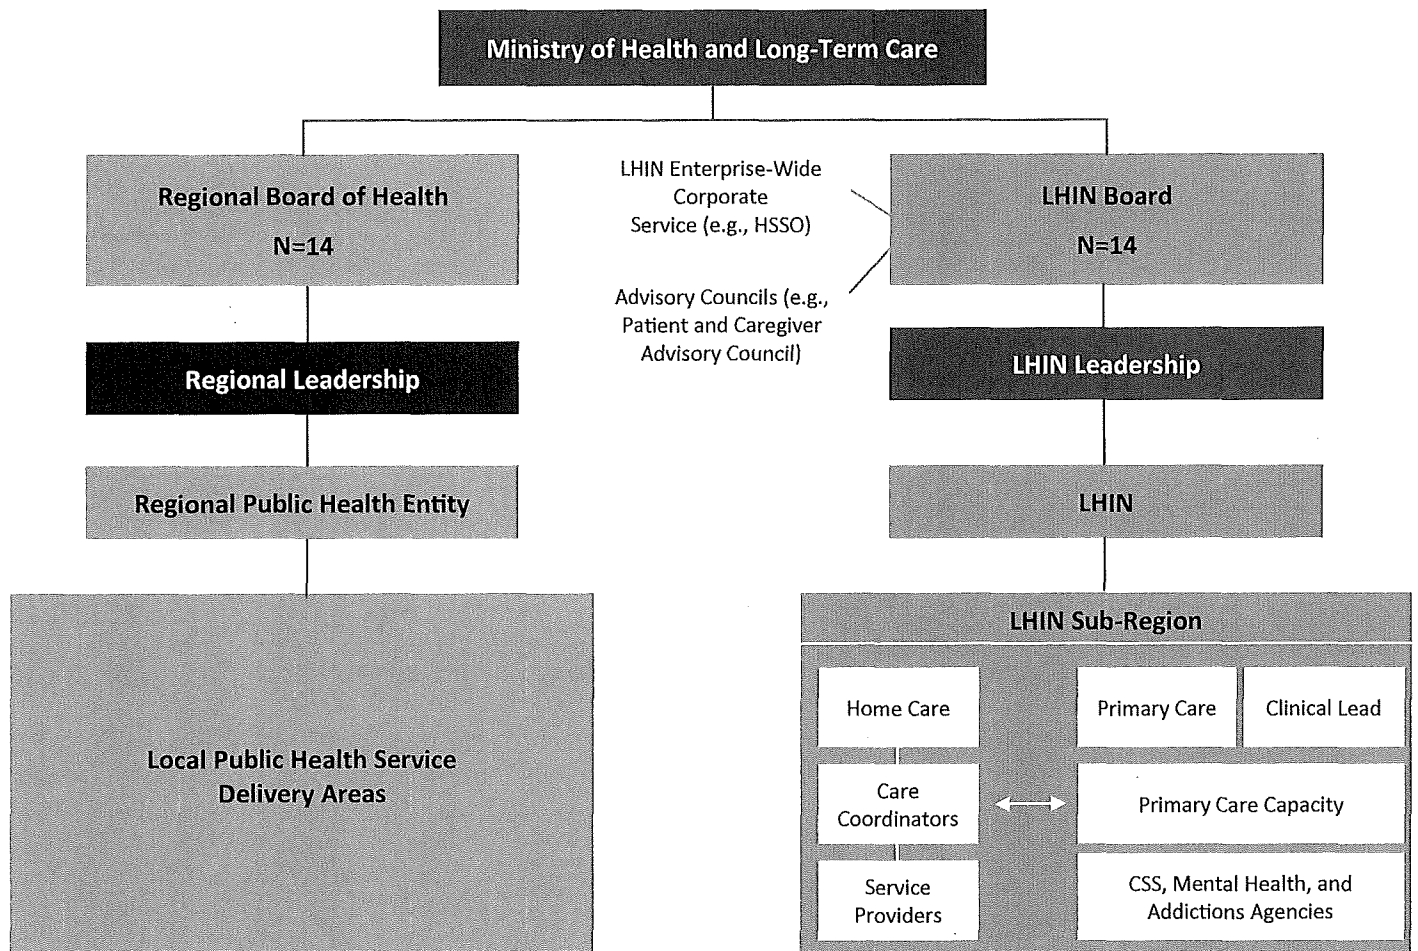 Ministry of Health and Long-Term Care
Regional Board of Health
N=14
LHIN Enterprise-Wide
Corporate
Service (e.g., HSSO)
Advisory Councils (e.g.,
Patient and Caregiver
Advisory Council)
LHIN Board
N=14
Regional Leadership
LHIN Leadership
Regional Public Health Entity
LHIN
Local Public Health Service
Delivery Areas
LHIN Sub-Region
Home Care
Primary Care
Clinical Lead
Care
Coordinators
Primary Care Capacity
Service
Providers
CSS, Mental Health, and
Addictions Agencies